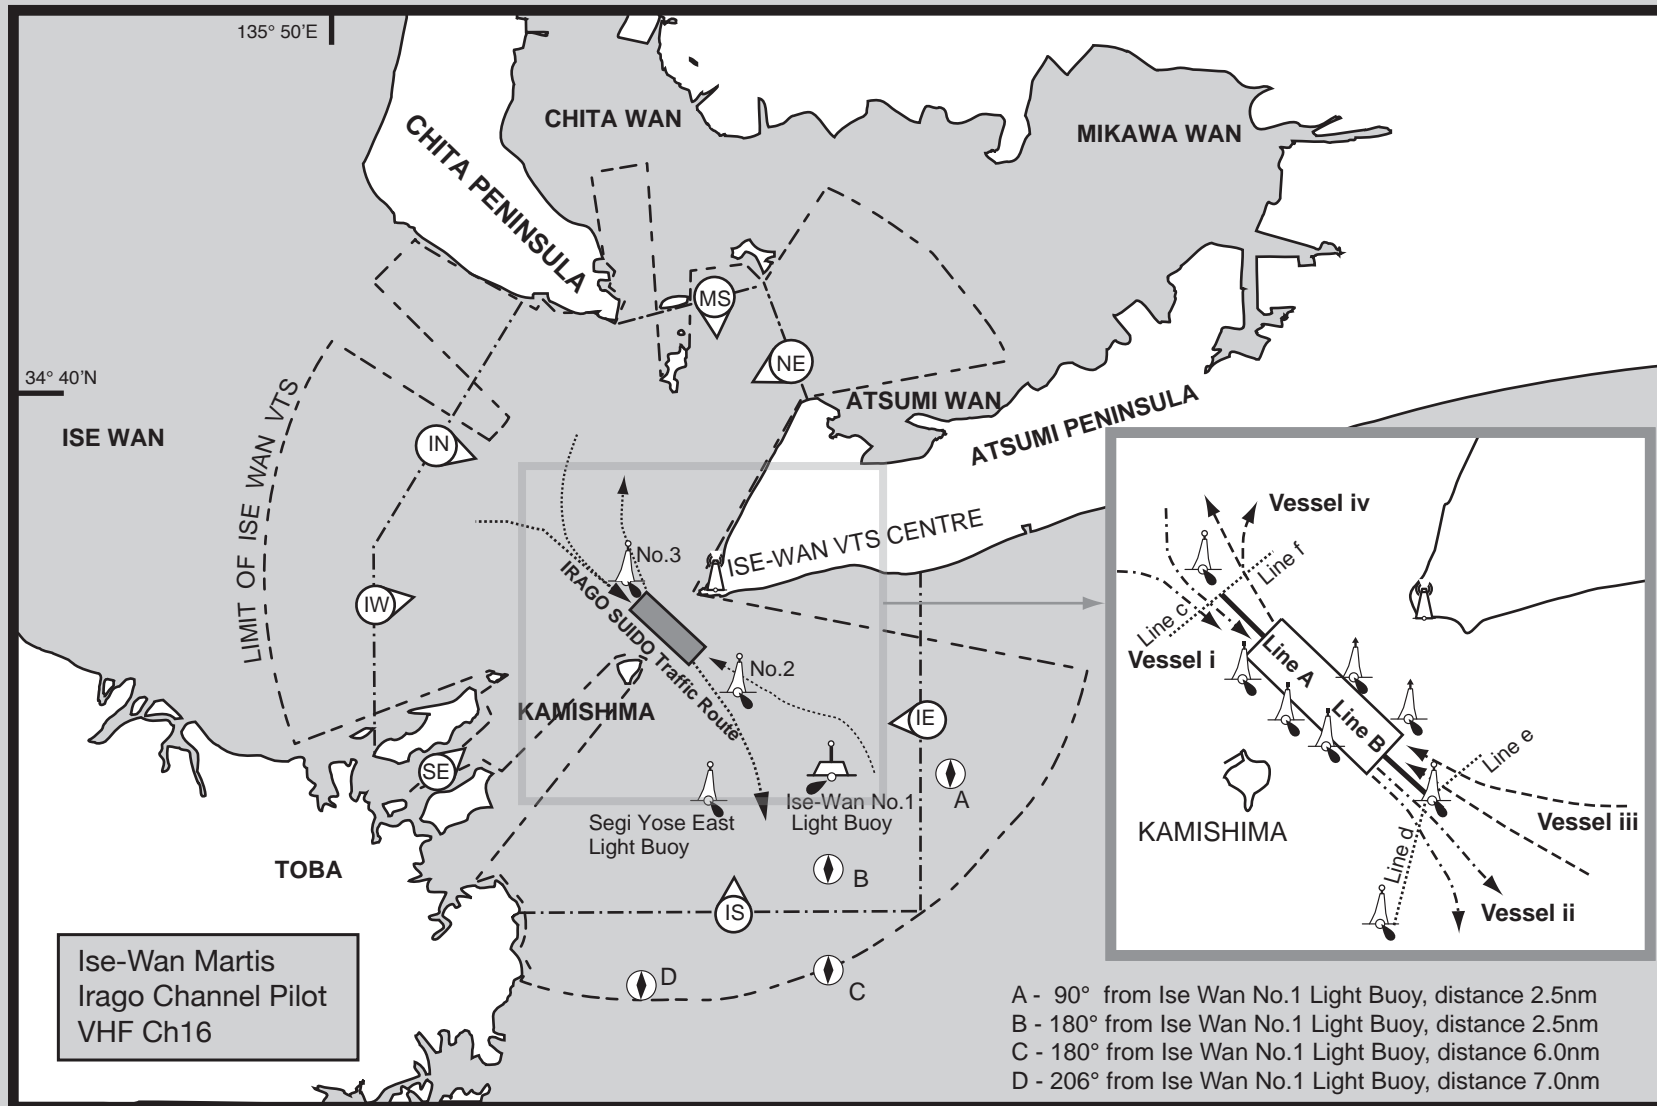 135° 50'E
CHITA WAN
MIKAWA WAN
CHITA PENINSULA
MS
NE
34° 40'N
ATSUMI WAN
ATSUMI PENINSULA
ISE WAN
IN
LIMIT OF ISE WAN VTS
ISE-WAN VTS CENTRE
No.3
IRAGO SUIDO Traffic Route
IW
No.2
KAMISHIMA
IE
SE
A
Segi Yose East
Light Buoy
Ise-Wan No.1
Light Buoy
TOBA
B
IS
D
C
Vessel iv
Line f
Line c
Vessel i
Line A
Line B
Line e
KAMISHIMA
Vessel iii
Line d
Vessel ii
Ise-Wan Martis
Irago Channel Pilot
VHF Ch16
A - 90° from Ise Wan No.1 Light Buoy, distance 2.5nm
B - 180° from Ise Wan No.1 Light Buoy, distance 2.5nm
C - 180° from Ise Wan No.1 Light Buoy, distance 6.0nm
D - 206° from Ise Wan No.1 Light Buoy, distance 7.0nm